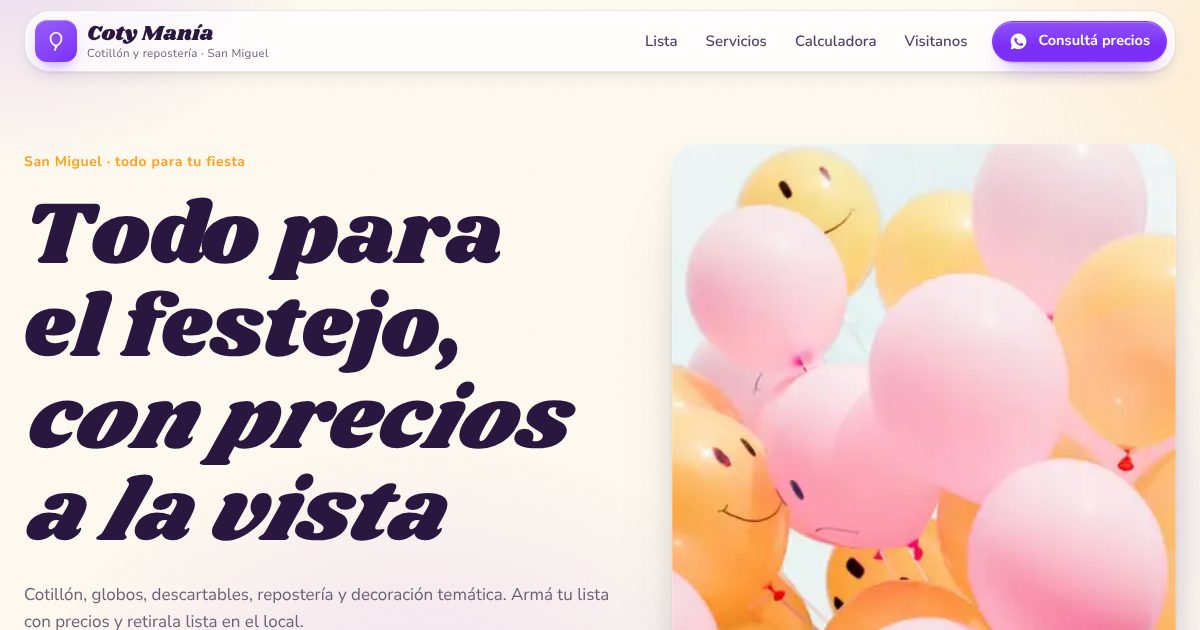 Coty Manía
Cotillón y repostería · San Miguel
Lista
Servicios
Calculadora
Visitanos
Consultá precios
San Miguel · todo para tu fiesta
Todo para
el festejo,
con precios
a la vista
Cotillón, globos, descartables, repostería y decoración temática. Armá tu lista
con precios y retirala lista en el local.